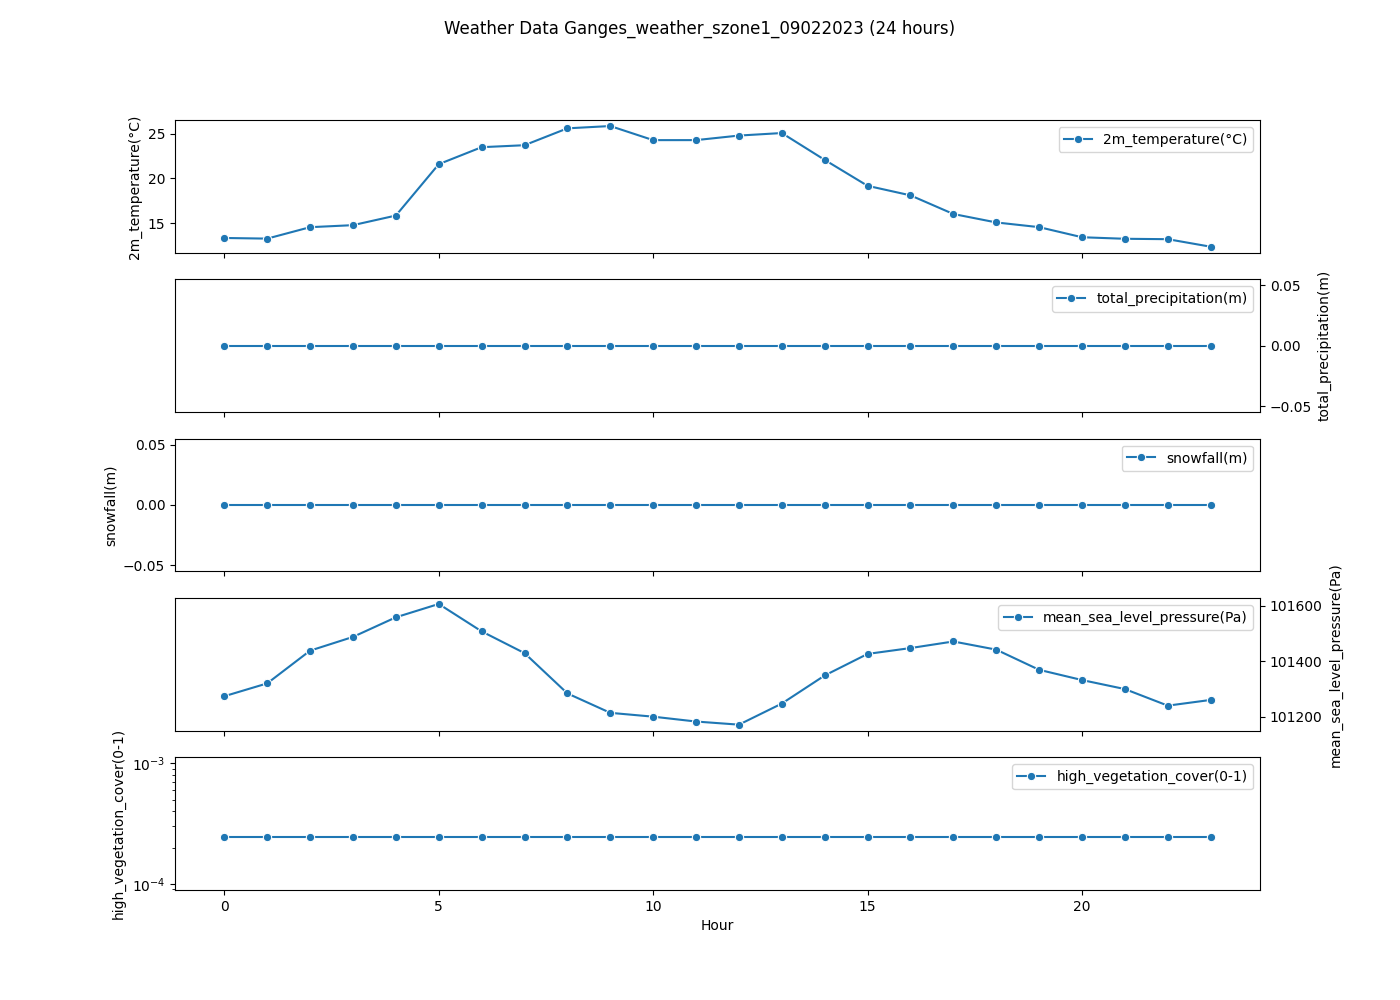 Weather Data Ganges_weather_szone1_09022023 (24 hours)
2m_temperature(°C)
25
20
15
2m_temperature(°C)
total_precipitation(m)
0.05
0.00
−0.05
total_precipitation(m)
snowfall(m)
0.05
0.00
−0.05
snowfall(m)
mean_sea_level_pressure(Pa)
101600
101400
101200
mean_sea_level_pressure(Pa)
high_vegetation_cover(0-1)
10⁻³
10⁻⁴
high_vegetation_cover(0-1)
0 5 10 15 20
Hour